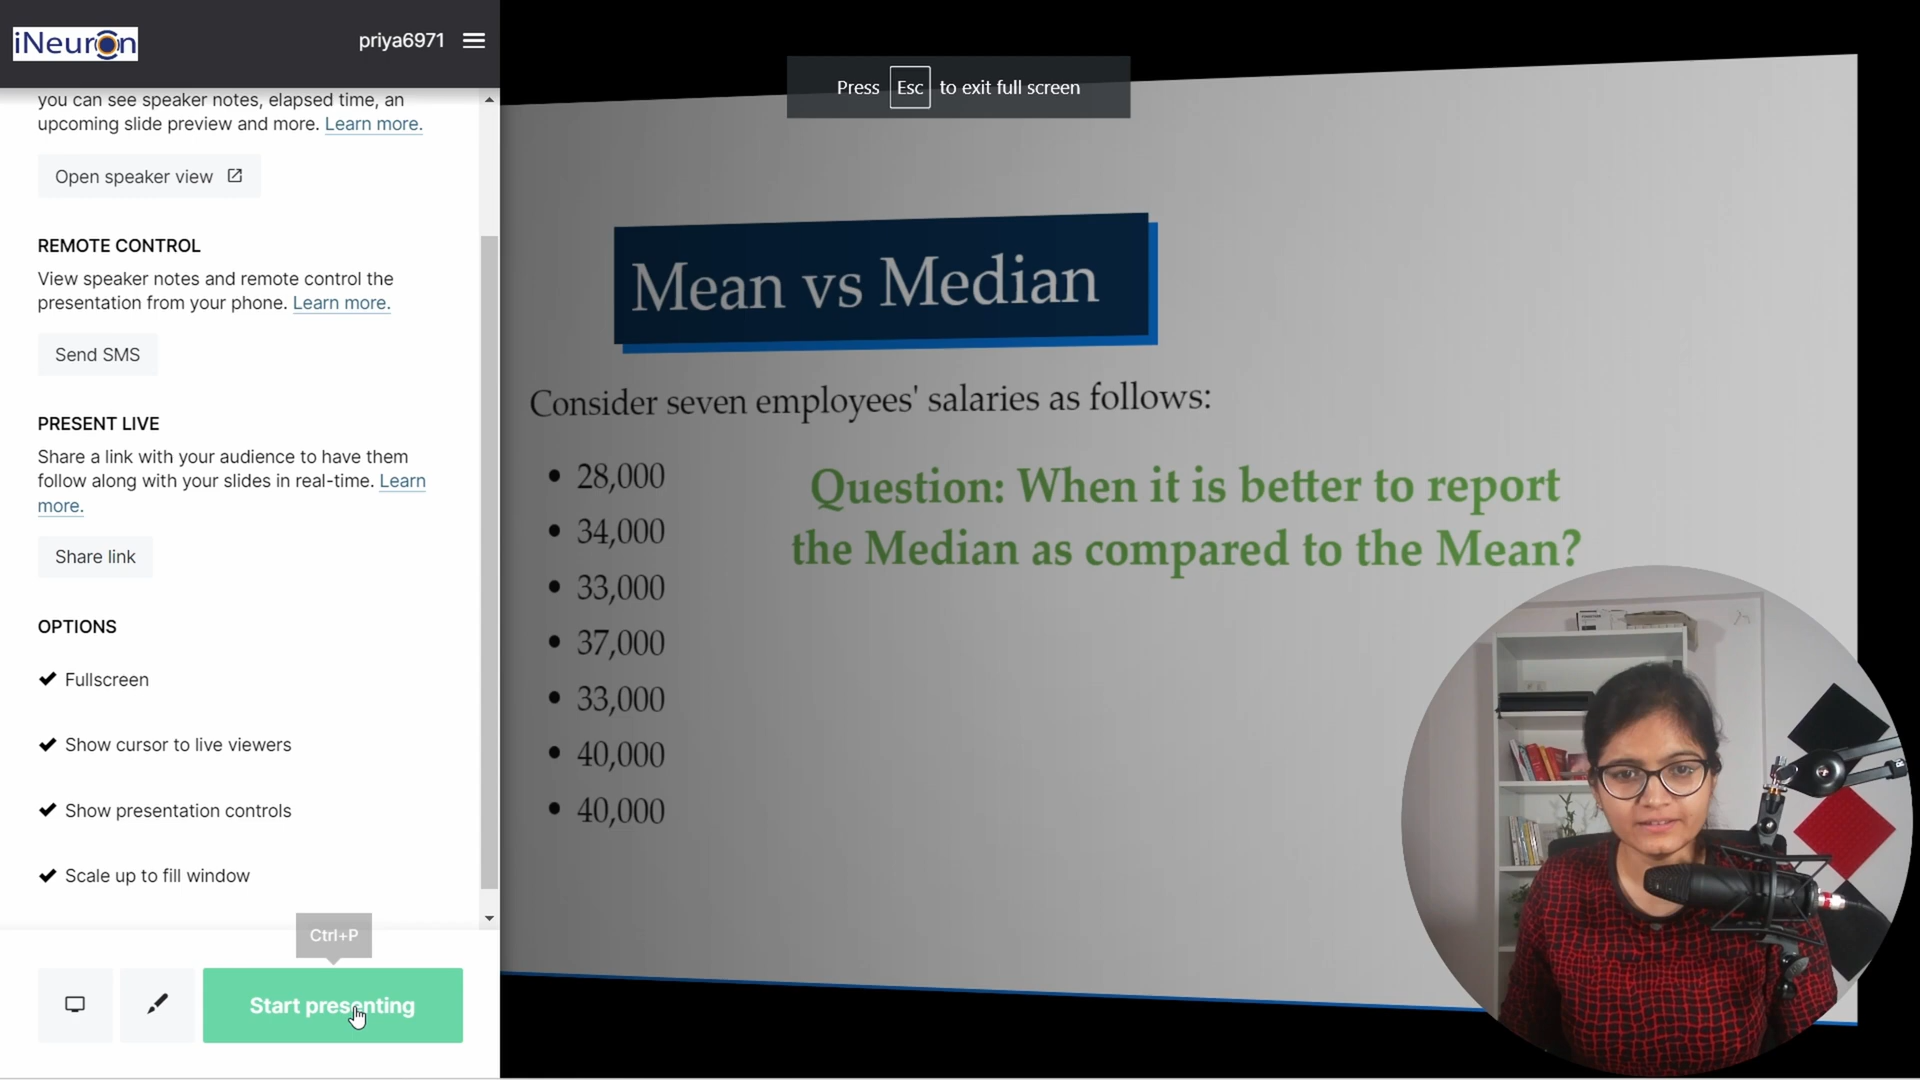 iNeuron
priya6971
you can see speaker notes, elapsed time, an
upcoming slide preview and more. Learn more.
Open speaker view
REMOTE CONTROL
View speaker notes and remote control the
presentation from your phone. Learn more.
Send SMS
PRESENT LIVE
Share a link with your audience to have them
follow along with your slides in real-time. Learn
more.
Share link
OPTIONS
Fullscreen
Show cursor to live viewers
Show presentation controls
Scale up to fill window
Ctrl+P
Start presenting
Press Esc to exit full screen
Mean vs Median
Consider seven employees' salaries as follows:
• 28,000
• 34,000
• 33,000
• 37,000
• 33,000
• 40,000
• 40,000
Question: When it is better to report
the Median as compared to the Mean?